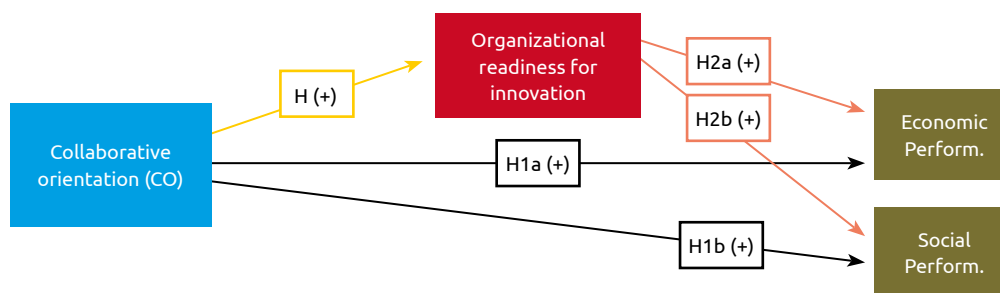 Organizational
readiness for
innovation
H (+)
H2a (+)
H2b (+)
Collaborative
orientation (CO)
H1a (+)
H1b (+)
Economic
Perform.
Social
Perform.